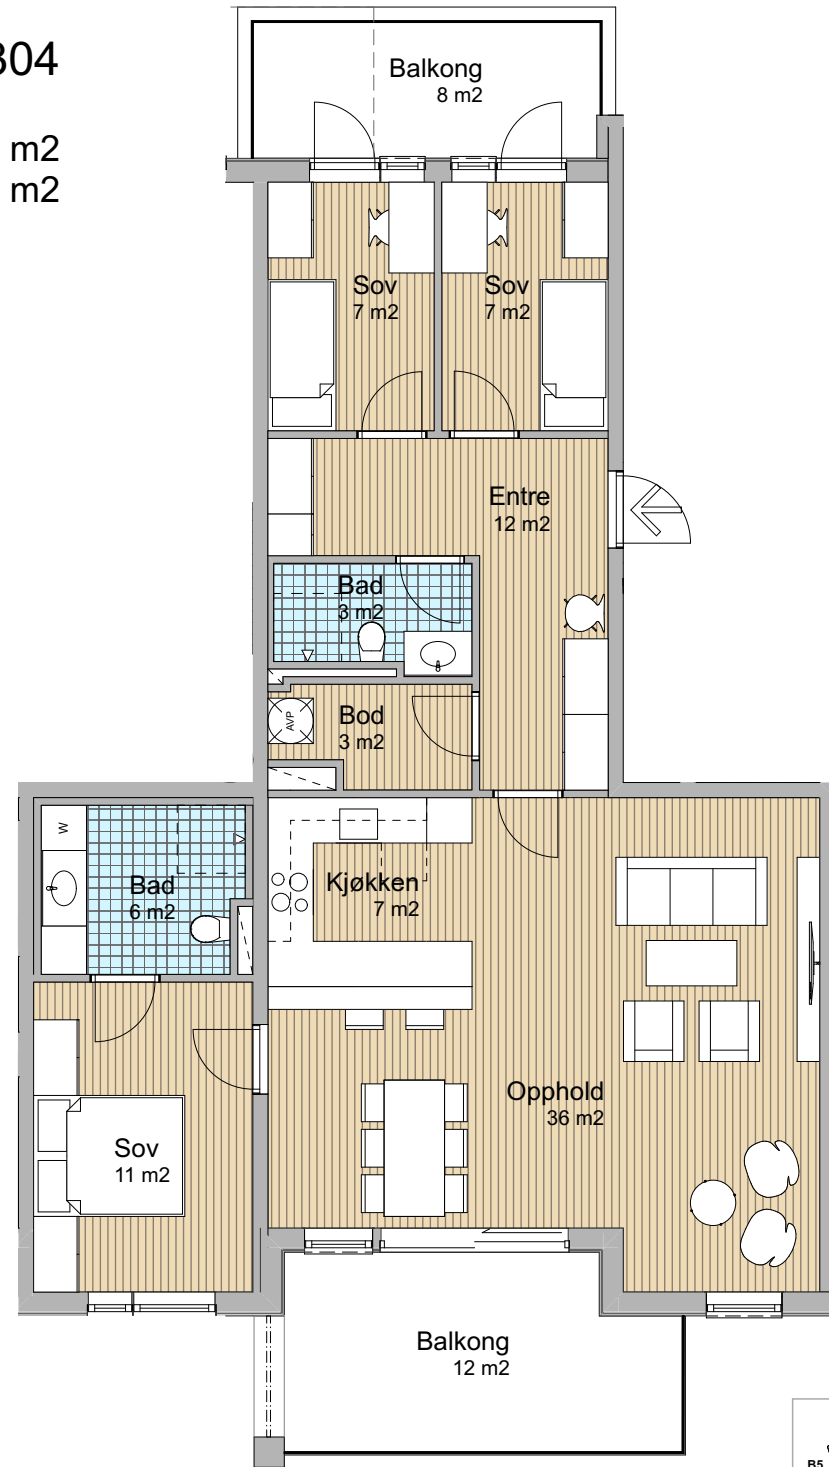 304
m2
m2
Balkong
8 m2
Sov
7 m2
Sov
7 m2
Entre
12 m2
Bad
3 m2
Bod
3 m2
AVP
W
Bad
6 m2
Kjøkken
7 m2
Opphold
36 m2
Sov
11 m2
Balkong
12 m2
B5